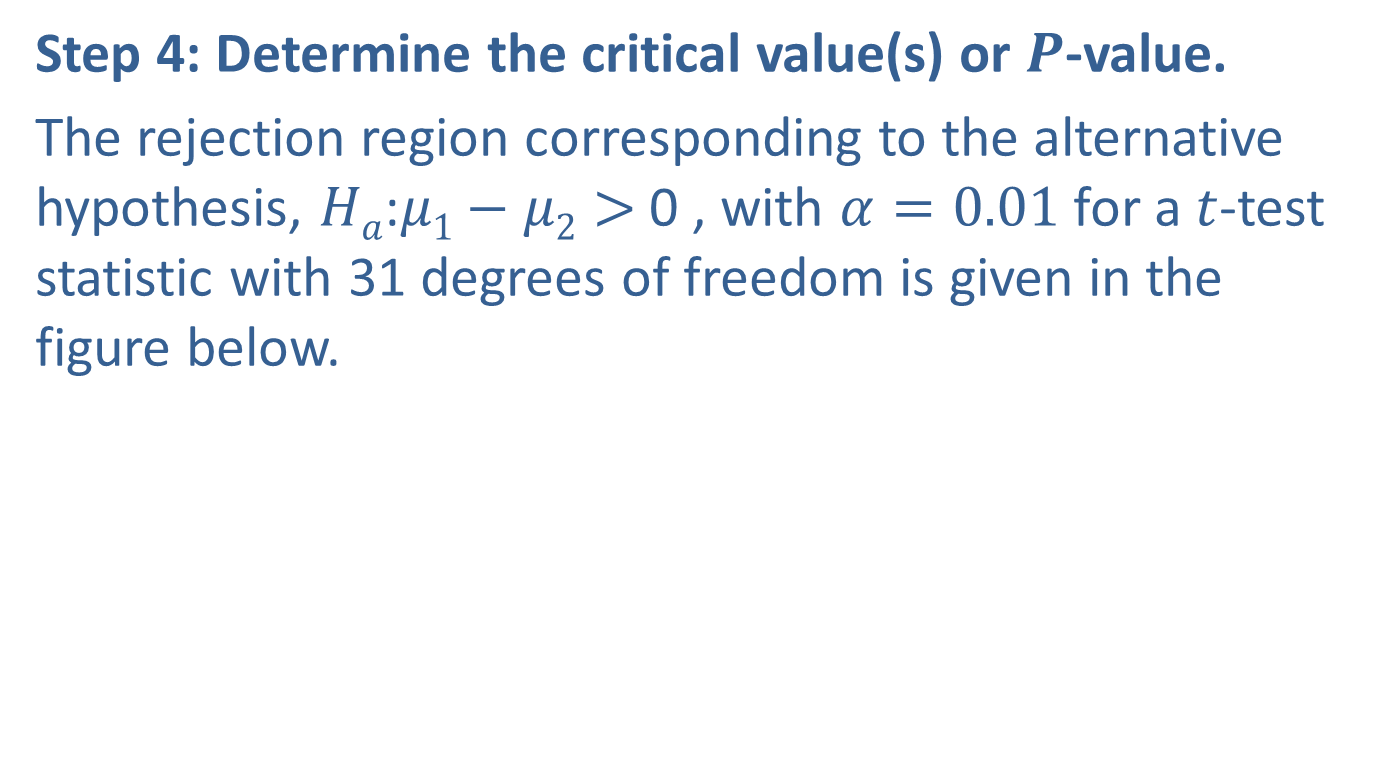 Step 4: Determine the critical value(s) or P-value.
The rejection region corresponding to the alternative
hypothesis, Hₐ:μ₁ − μ₂ > 0 , with α = 0.01 for a t-test
statistic with 31 degrees of freedom is given in the
figure below.